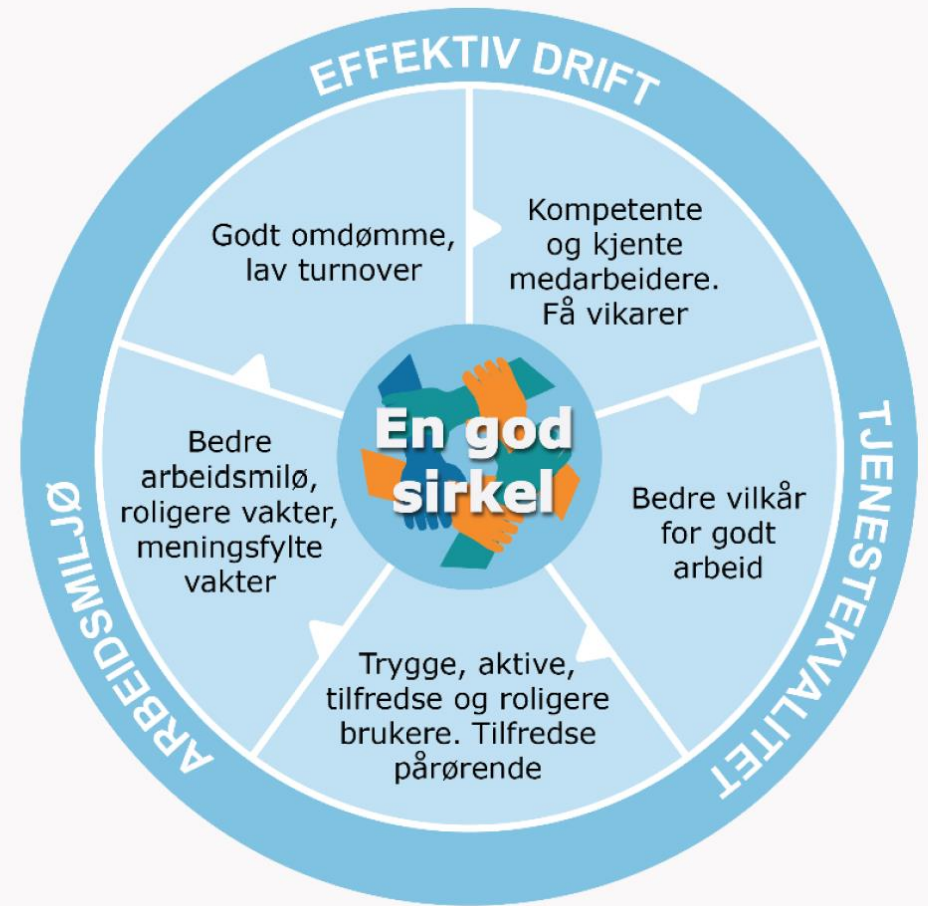 EFFEKTIV DRIFT
Godt omdømme,
lav turnover
Kompetente
og kjente
medarbeidere.
Få vikarer
En god
sirkel
Bedre
arbeidsmilø,
roligere vakter,
meningsfylte
vakter
Bedre vilkår
for godt
arbeid
Trygge, aktive,
tilfredse og roligere
brukere. Tilfredse
pårørende
ARBEIDSMILJØ
TJENESTEKVALITET